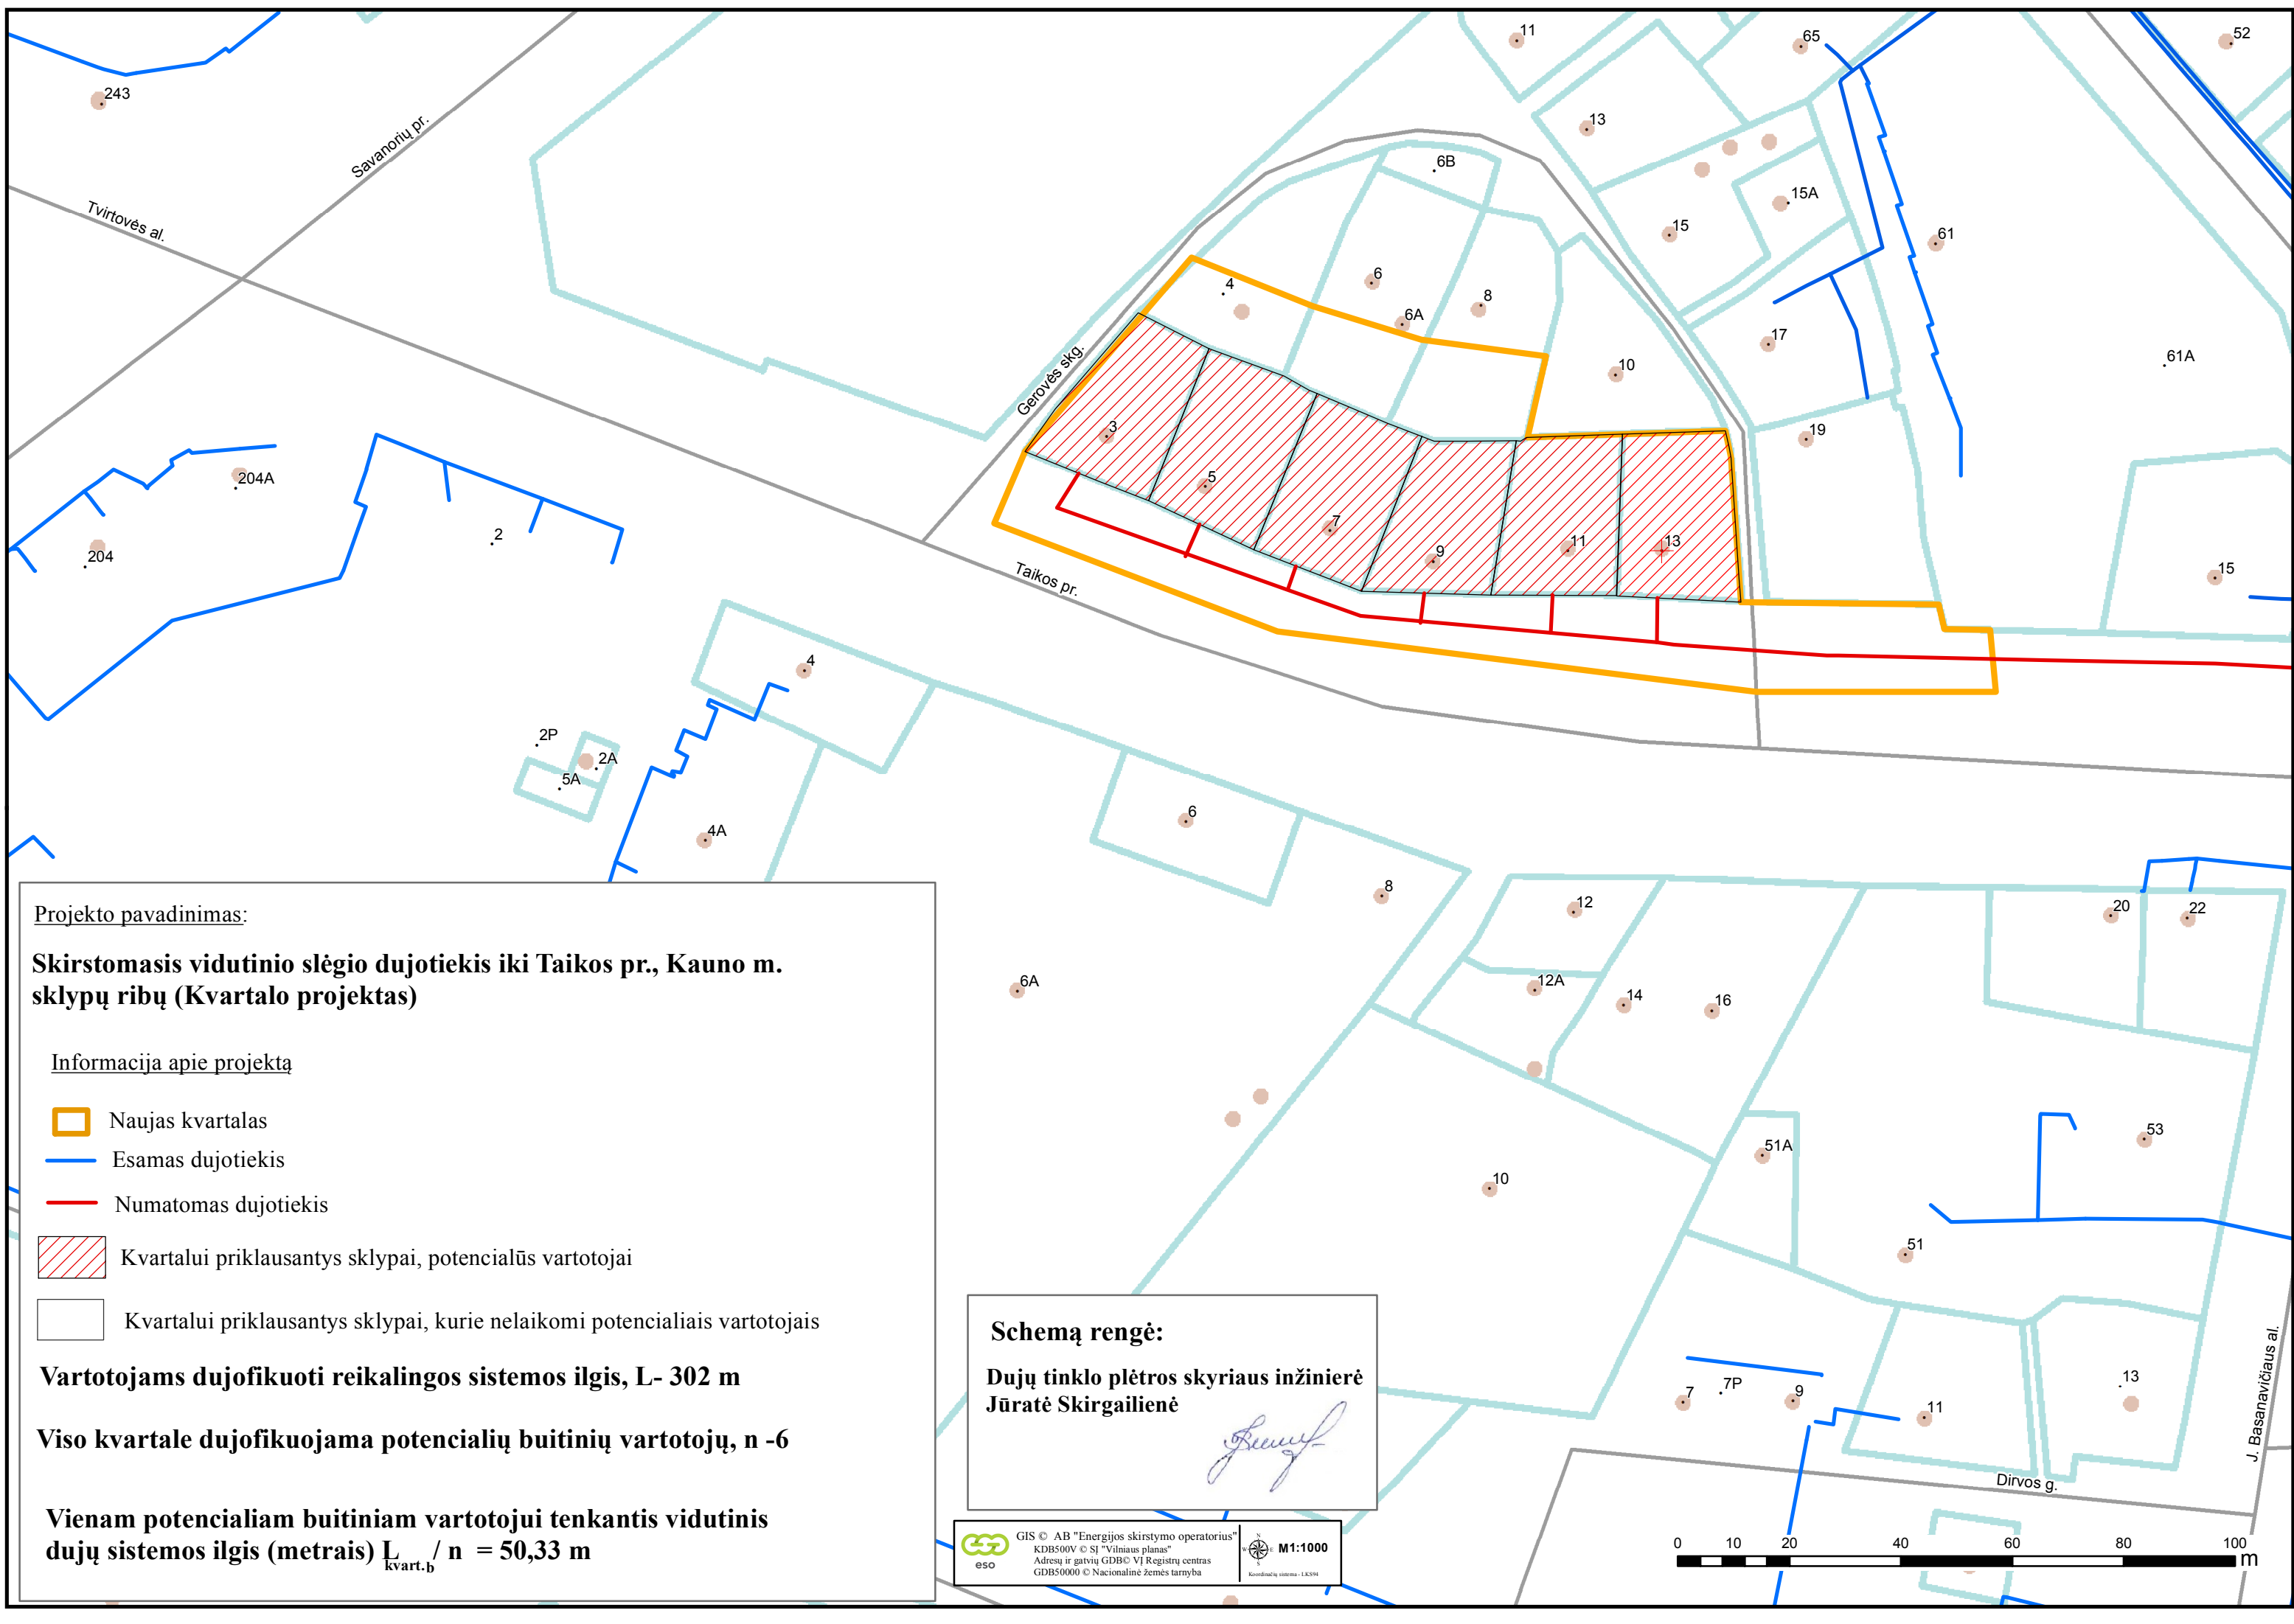 11
65
52
243
13
Savanorių pr.
6B
15A
Tvirtovės al.
15
61
6
4
8
6A
17
61A
Gerovės skg.
10
3
19
5
204A
7
2
9
11
13
204
15
Taikos pr.
4
2P
2A
5A
6
4A
8
12
20
22
6A
12A
14
16
53
51A
10
51
13
7
7P
9
11
J. Basanavičiaus al.
Dirvos g.
Projekto pavadinimas:
Skirstomasis vidutinio slėgio dujotiekis iki Taikos pr., Kauno m.
sklypų ribų (Kvartalo projektas)
Informacija apie projektą
Naujas kvartalas
Esamas dujotiekis
Numatomas dujotiekis
Kvartalui priklausantys sklypai, potencialūs vartotojai
Kvartalui priklausantys sklypai, kurie nelaikomi potencialiais vartotojais
Vartotojams dujofikuoti reikalingos sistemos ilgis, L- 302 m
Viso kvartale dujofikuojama potencialių buitinių vartotojų, n -6
Vienam potencialiam buitiniam vartotojui tenkantis vidutinis
dujų sistemos ilgis (metrais) L kvart.b / n = 50,33 m
Schemą rengė:
Dujų tinklo plėtros skyriaus inžinierė
Jūratė Skirgailienė
eso
GIS © AB "Energijos skirstymo operatorius"
KDB500V © SĮ "Vilniaus planas"
Adresų ir gatvių GDB© VĮ Registrų centras
GDB50000 © Nacionalinė žemės tarnyba
N
W E
S
M1:1000
Koordinačių sistema - LKS94
0 10 20 40 60 80 100
m